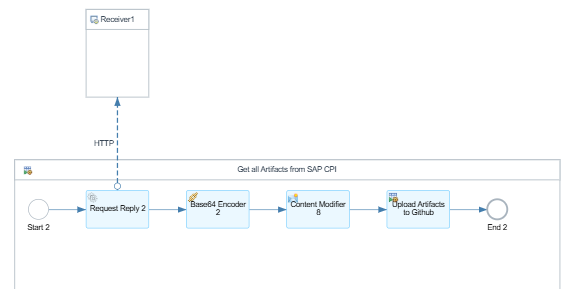 Receiver1
HTTP
Get all Artifacts from SAP CPI
Request Reply 2
Base64 Encoder
2
Content Modifier
8
Upload Artifacts
to Github
Start 2
End 2